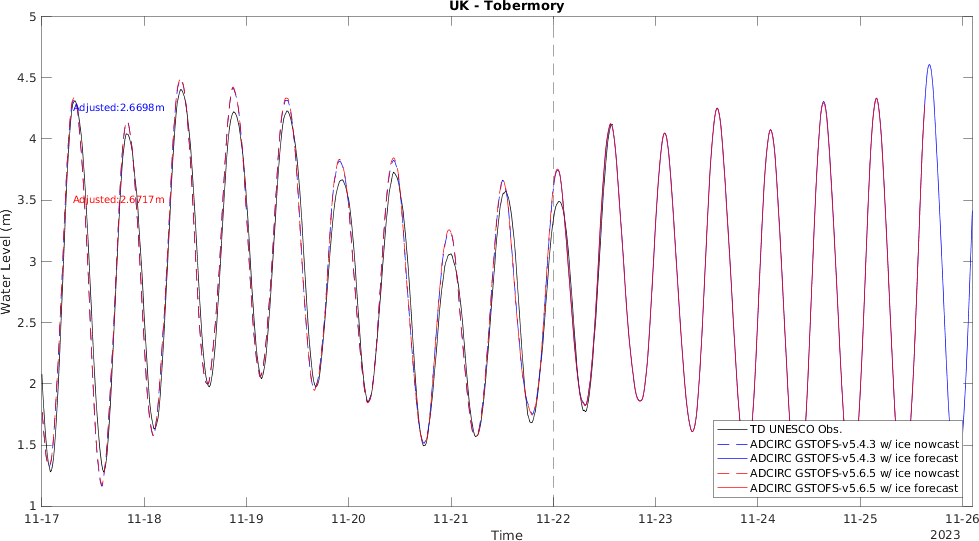 UK - Tobermory
5
4.5
4
3.5
3
2.5
2
1.5
1
Water Level (m)
Adjusted:2.6698m
Adjusted:2.6717m
TD UNESCO Obs.
ADCIRC GSTOFS-v5.4.3 w/ ice nowcast
ADCIRC GSTOFS-v5.4.3 w/ ice forecast
ADCIRC GSTOFS-v5.6.5 w/ ice nowcast
ADCIRC GSTOFS-v5.6.5 w/ ice forecast
11-17 11-18 11-19 11-20 11-21 11-22 11-23 11-24 11-25 11-26
Time
2023